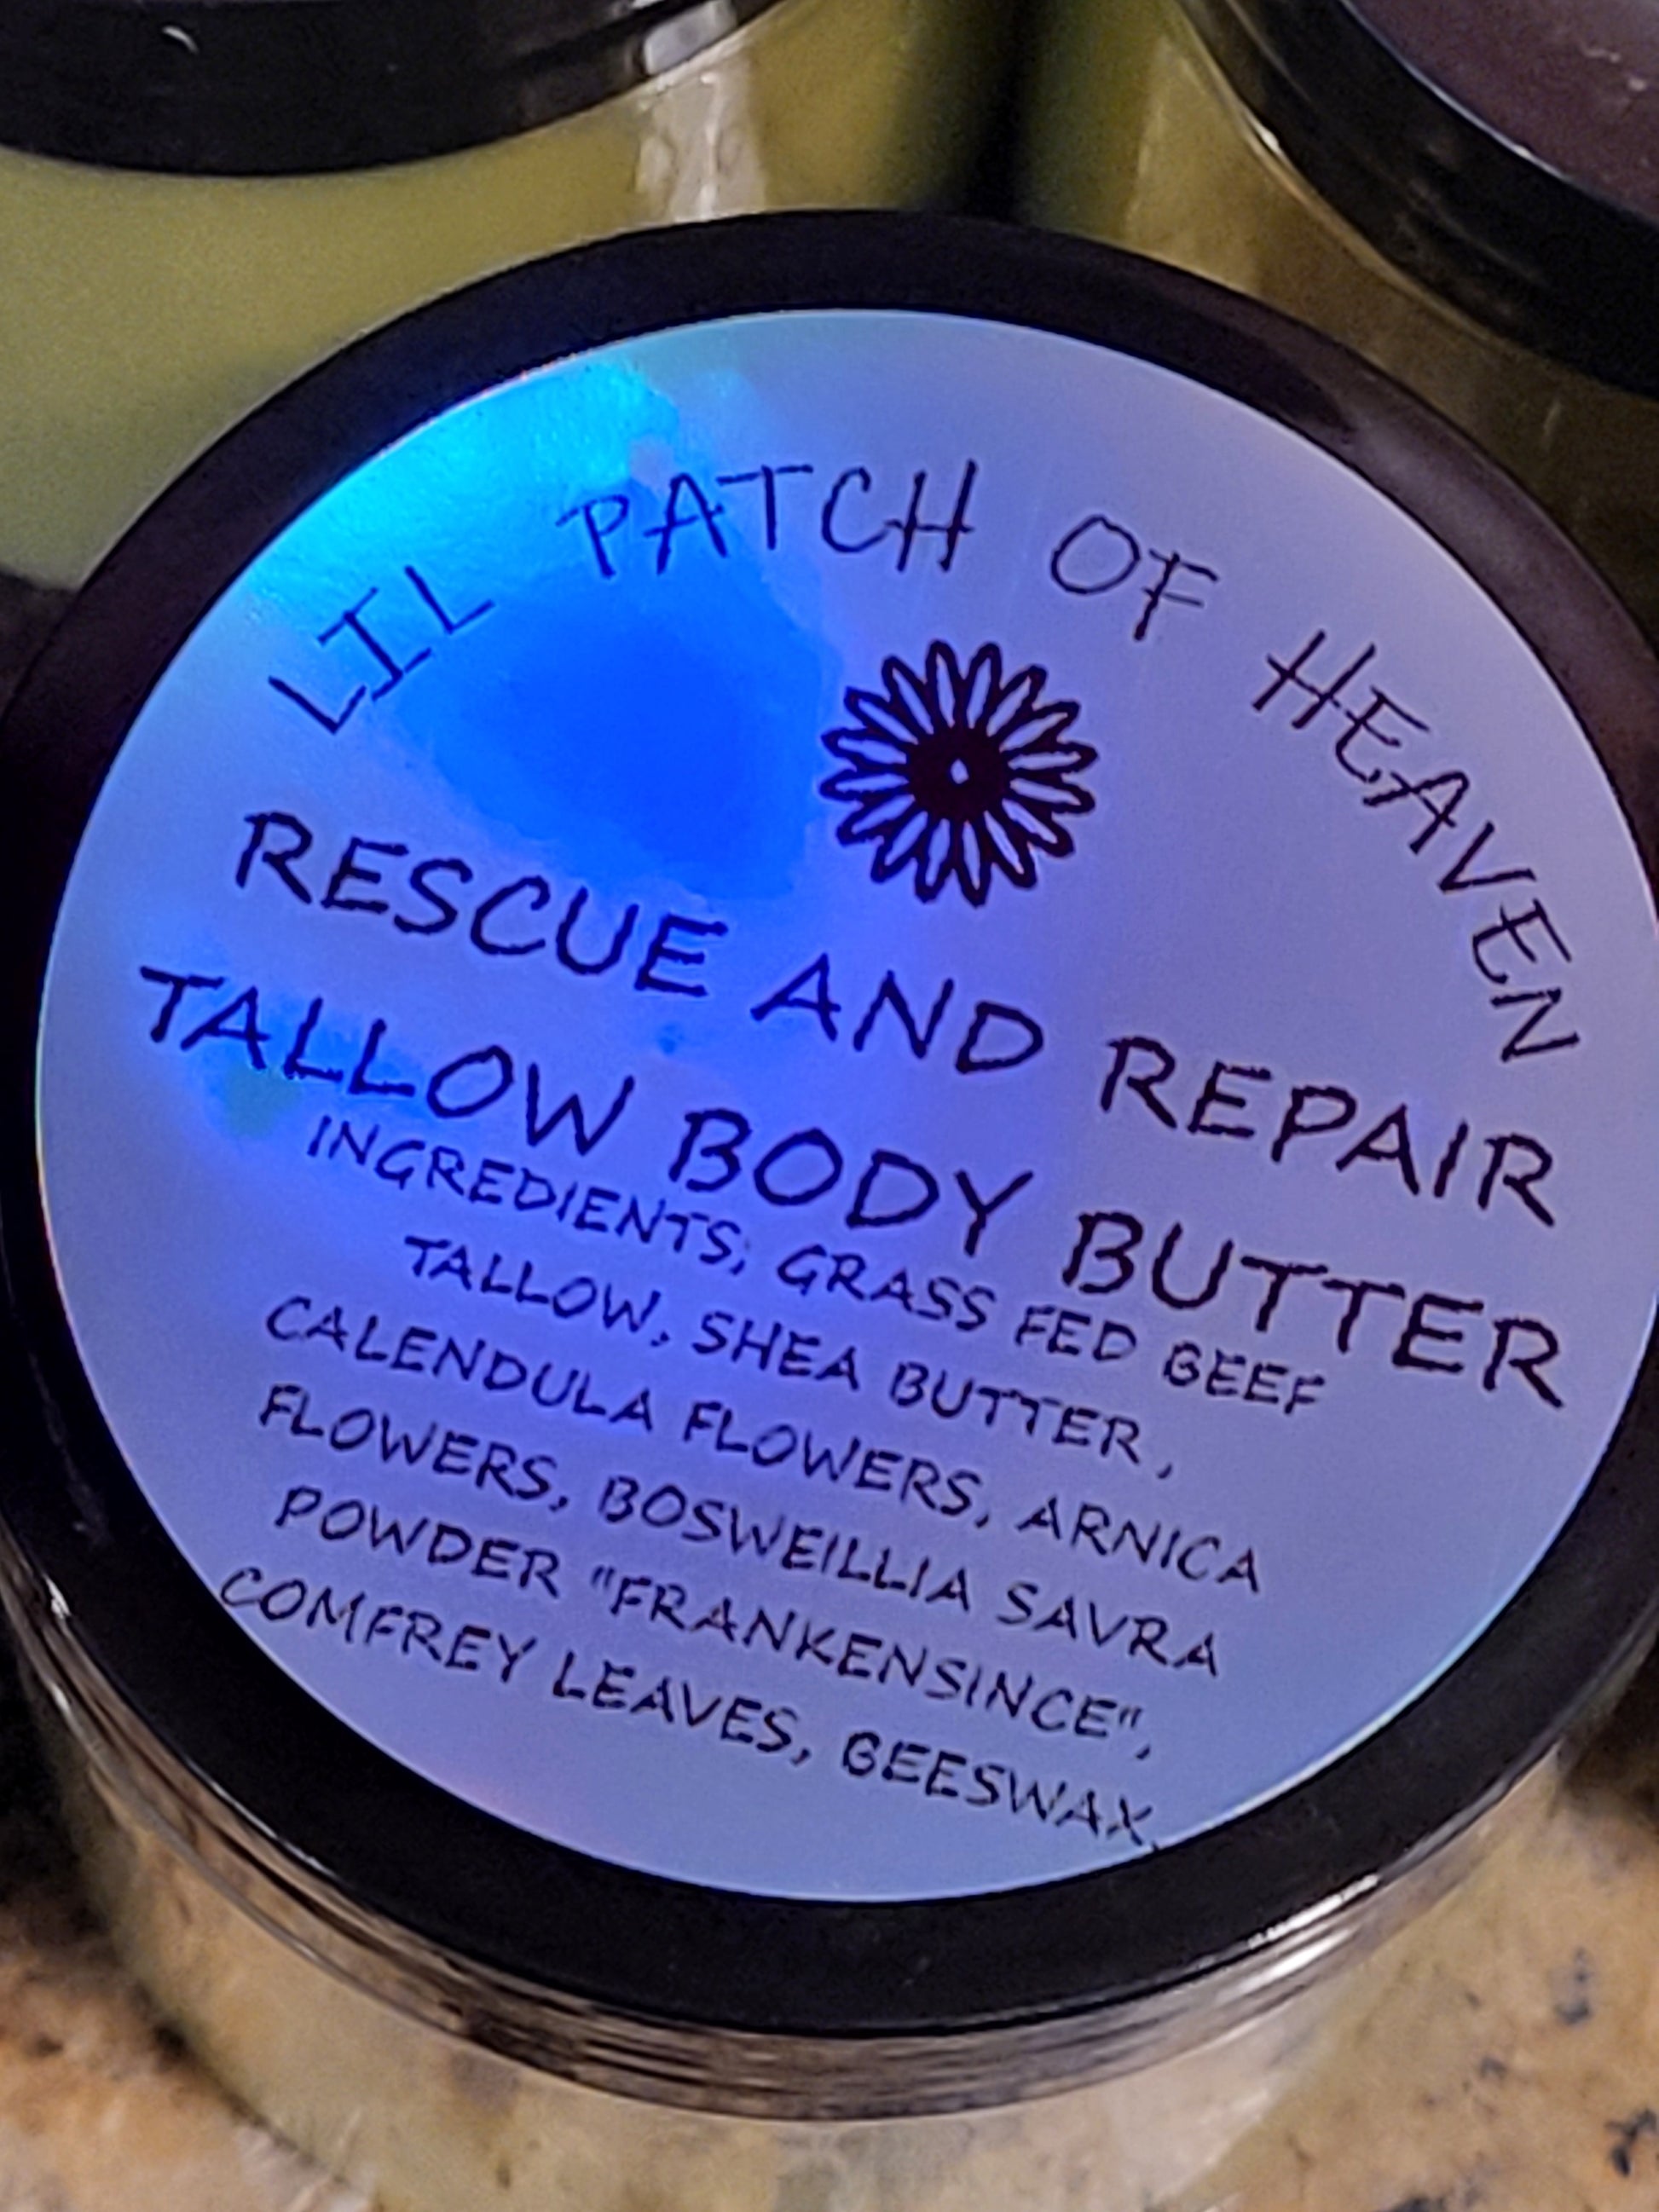 LIL PATCH OF HEAVEN
RESCUE AND REPAIR
TALLOW BODY BUTTER
INGREDIENTS; GRASS FED BEEF
TALLOW, SHEA BUTTER,
CALENDULA FLOWERS, ARNICA
FLOWERS, BOSWEILLIA SAVRA
POWDER "FRANKENSINCE",
COMFREY LEAVES, BEESWAX.